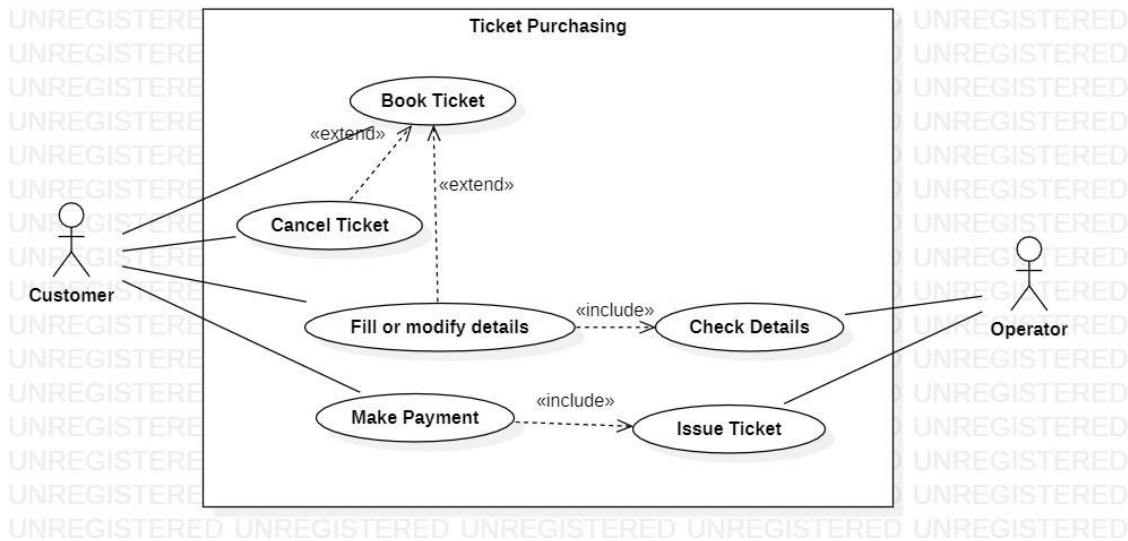 Ticket Purchasing
Book Ticket
«extend»
«extend»
Cancel Ticket
Customer
Fill or modify details
«include»
Check Details
Operator
Make Payment
«include»
Issue Ticket
UNREGISTERED UNREGISTERED UNREGISTERED UNREGISTERED UNREGISTERED